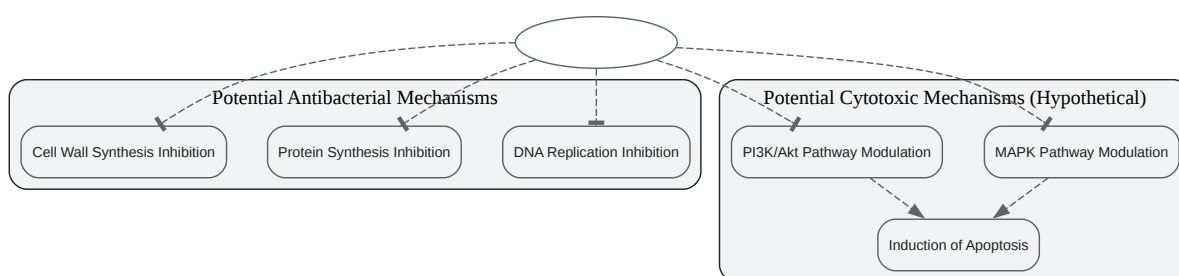 Potential Antibacterial Mechanisms
Potential Cytotoxic Mechanisms (Hypothetical)
Cell Wall Synthesis Inhibition
Protein Synthesis Inhibition
DNA Replication Inhibition
PI3K/Akt Pathway Modulation
MAPK Pathway Modulation
Induction of Apoptosis